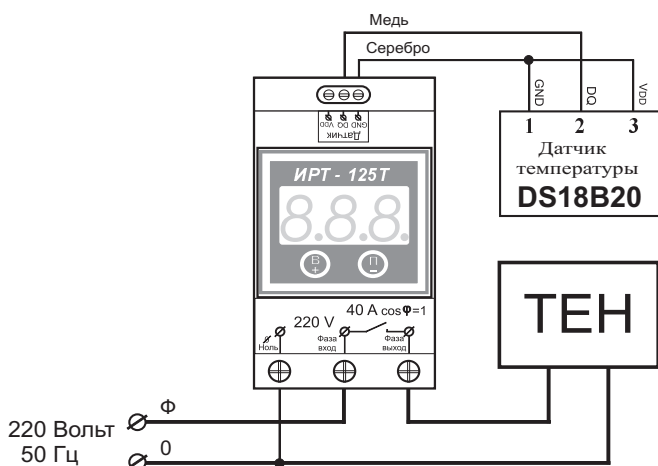 Медь
Серебро
GND
DQ
VDD
1 2 3
Датчик
температуры
DS18B20
VDD DQ GND
Датчик
ИРТ - 125Т
8.8.8.
В
+
П
−
220 V
40 A cosφ=1
Ноль
Фаза
вход
Фаза
выход
ТЕН
Ф
220 Вольт
50 Гц
0